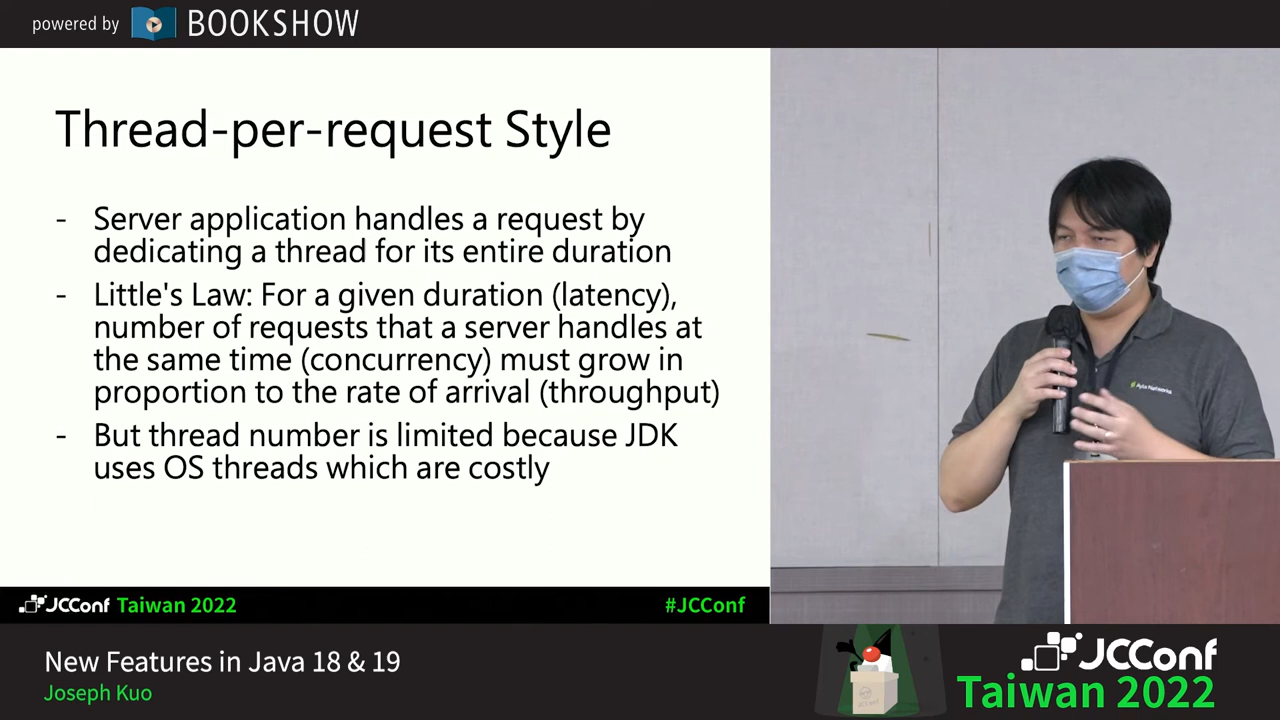 powered by BOOKSHOW
Thread-per-request Style
- Server application handles a request by
dedicating a thread for its entire duration
- Little's Law: For a given duration (latency),
number of requests that a server handles at
the same time (concurrency) must grow in
proportion to the rate of arrival (throughput)
- But thread number is limited because JDK
uses OS threads which are costly
JCConf Taiwan 2022
#JCConf
New Features in Java 18 & 19
Joseph Kuo
JCConf
Taiwan 2022